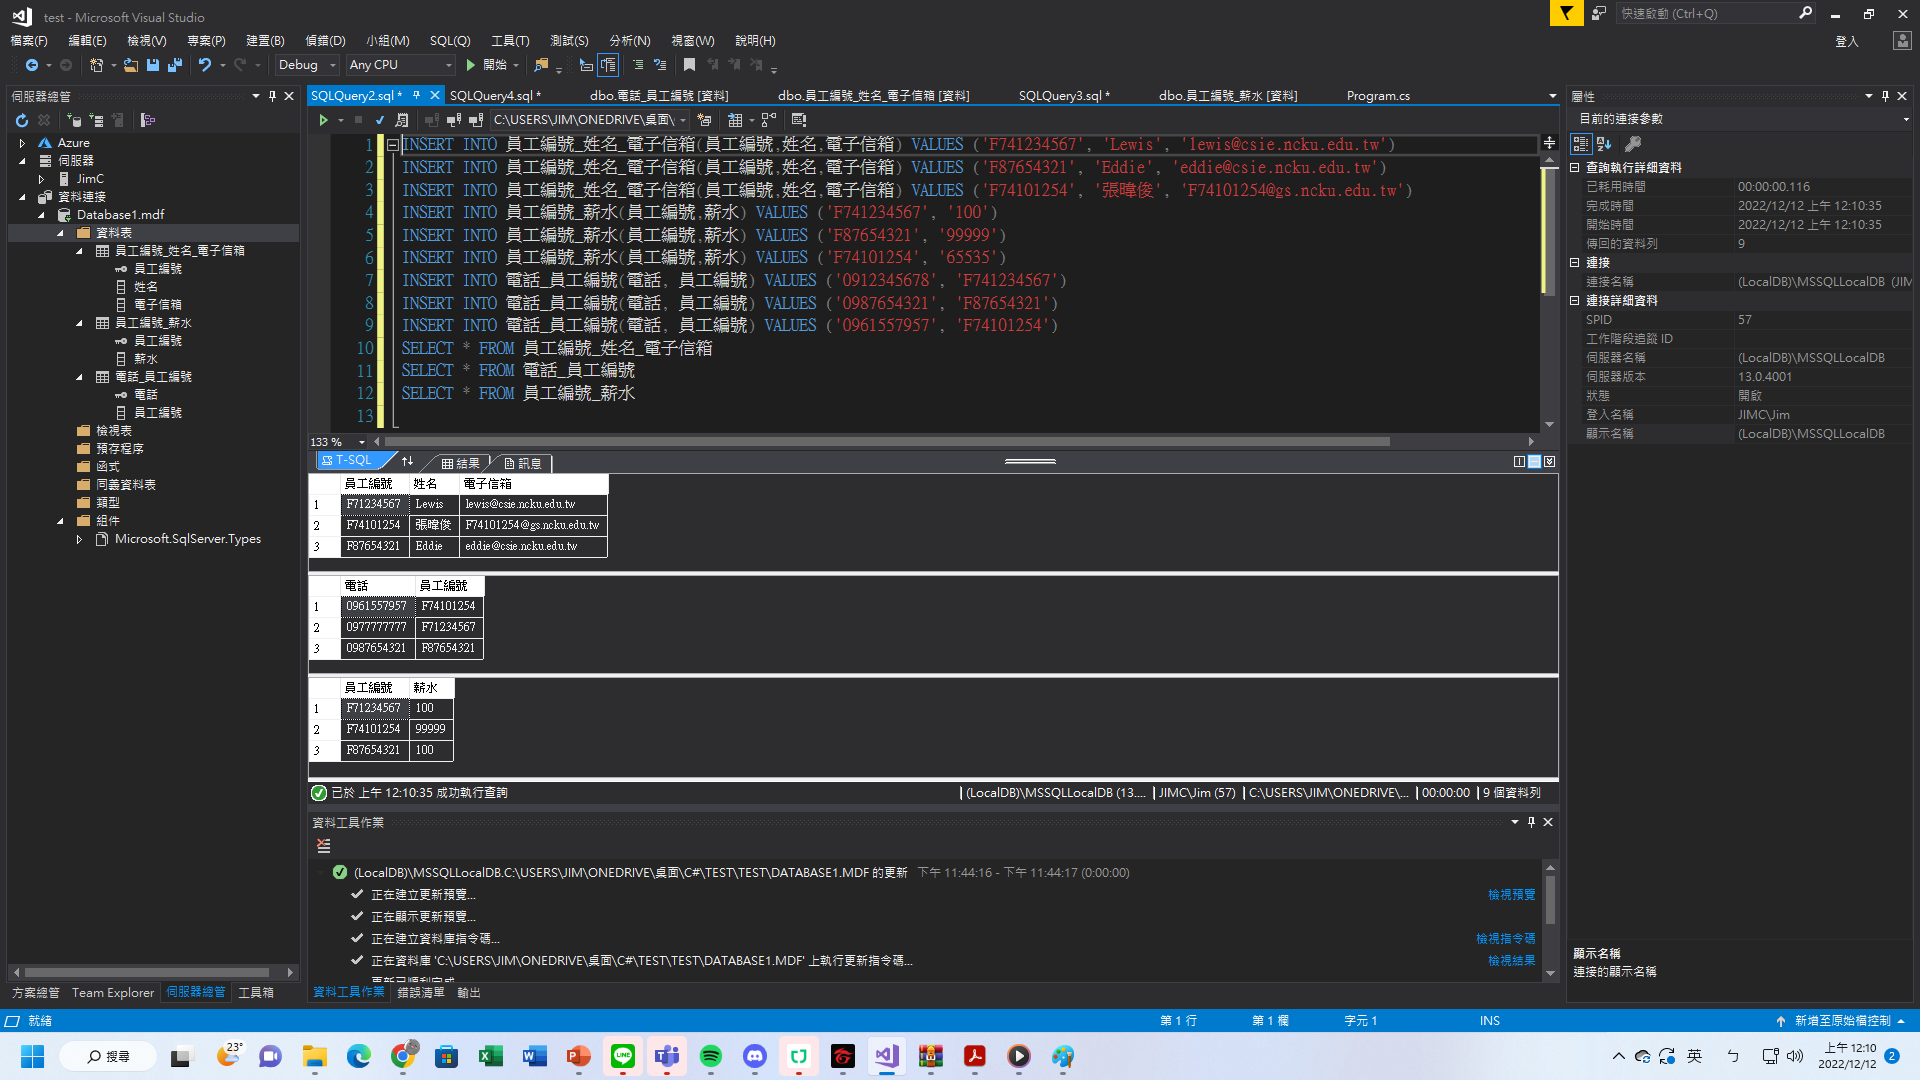 test - Microsoft Visual Studio
快速啟動 (Ctrl+Q)
檔案(F) 編輯(E) 檢視(V) 專案(P) 建置(B) 偵錯(D) 小組(M) SQL(Q) 工具(T) 測試(S) 分析(N) 視窗(W) 說明(H)
登入
Debug Any CPU 開始
伺服器總管
Azure
伺服器
JimC
資料連接
Database1.mdf
資料表
員工編號_姓名_電子信箱
員工編號
姓名
電子信箱
員工編號_薪水
員工編號
薪水
電話_員工編號
電話
員工編號
檢視表
預存程序
函式
同義資料表
類型
組件
Microsoft.SqlServer.Types
方案總管 Team Explorer 伺服器總管 工具箱
SQLQuery2.sql * SQLQuery4.sql * dbo.電話_員工編號 [資料] dbo.員工編號_姓名_電子信箱 [資料] SQLQuery3.sql * dbo.員工編號_薪水 [資料] Program.cs
C:\USERS\JIM\ONEDRIVE\桌面\
1 INSERT INTO 員工編號_姓名_電子信箱(員工編號,姓名,電子信箱) VALUES ('F741234567', 'Lewis', 'lewis@csie.ncku.edu.tw')
2 INSERT INTO 員工編號_姓名_電子信箱(員工編號,姓名,電子信箱) VALUES ('F87654321', 'Eddie', 'eddie@csie.ncku.edu.tw')
3 INSERT INTO 員工編號_姓名_電子信箱(員工編號,姓名,電子信箱) VALUES ('F74101254', '張暐俊', 'F74101254@gs.ncku.edu.tw')
4 INSERT INTO 員工編號_薪水(員工編號,薪水) VALUES ('F741234567', '100')
5 INSERT INTO 員工編號_薪水(員工編號,薪水) VALUES ('F87654321', '99999')
6 INSERT INTO 員工編號_薪水(員工編號,薪水) VALUES ('F74101254', '65535')
7 INSERT INTO 電話_員工編號(電話, 員工編號) VALUES ('0912345678', 'F741234567')
8 INSERT INTO 電話_員工編號(電話, 員工編號) VALUES ('0987654321', 'F87654321')
9 INSERT INTO 電話_員工編號(電話, 員工編號) VALUES ('0961557957', 'F74101254')
10 SELECT * FROM 員工編號_姓名_電子信箱
11 SELECT * FROM 電話_員工編號
12 SELECT * FROM 員工編號_薪水
13
133 %
T-SQL 結果 訊息
員工編號 姓名 電子信箱
1 F71234567 Lewis lewis@csie.ncku.edu.tw
2 F74101254 張暐俊 F74101254@gs.ncku.edu.tw
3 F87654321 Eddie eddie@csie.ncku.edu.tw
電話 員工編號
1 0961557957 F74101254
2 0977777777 F71234567
3 0987654321 F87654321
員工編號 薪水
1 F71234567 100
2 F74101254 99999
3 F87654321 100
已於 上午 12:10:35 成功執行查詢 (LocalDB)\MSSQLLocalDB (13.... JIMC\Jim (57) C:\USERS\JIM\ONEDRIVE\... 00:00:00 9 個資料列
資料工具作業
(LocalDB)\MSSQLLocalDB.C:\USERS\JIM\ONEDRIVE\桌面\C#\TEST\TEST\DATABASE1.MDF 的更新 下午 11:44:16 - 下午 11:44:17 (0:00:00)
正在建立更新預覽... 檢視預覽
正在顯示更新預覽...
正在建立資料庫指令碼... 檢視指令碼
正在資料庫 'C:\USERS\JIM\ONEDRIVE\桌面\C#\TEST\TEST\DATABASE1.MDF' 上執行更新指令碼... 檢視結果
更新已順利完成
資料工具作業 錯誤清單 輸出
屬性
目前的連接參數
查詢執行詳細資料
已耗用時間 00:00:00.116
完成時間 2022/12/12 上午 12:10:35
開始時間 2022/12/12 上午 12:10:35
傳回的資料列 9
連接
連接名稱 (LocalDB)\MSSQLLocalDB (JIM
連接詳細資料
SPID 57
工作階段追蹤 ID
伺服器名稱 (LocalDB)\MSSQLLocalDB
伺服器版本 13.0.4001
狀態 開啟
登入名稱 JIMC\Jim
顯示名稱 (LocalDB)\MSSQLLocalDB
顯示名稱
連接的顯示名稱
就緒 第 1 行 第 1 欄 字元 1 INS 新增至原始檔控制
搜尋 23° 英 ㄅ 上午 12:10
2022/12/12 2